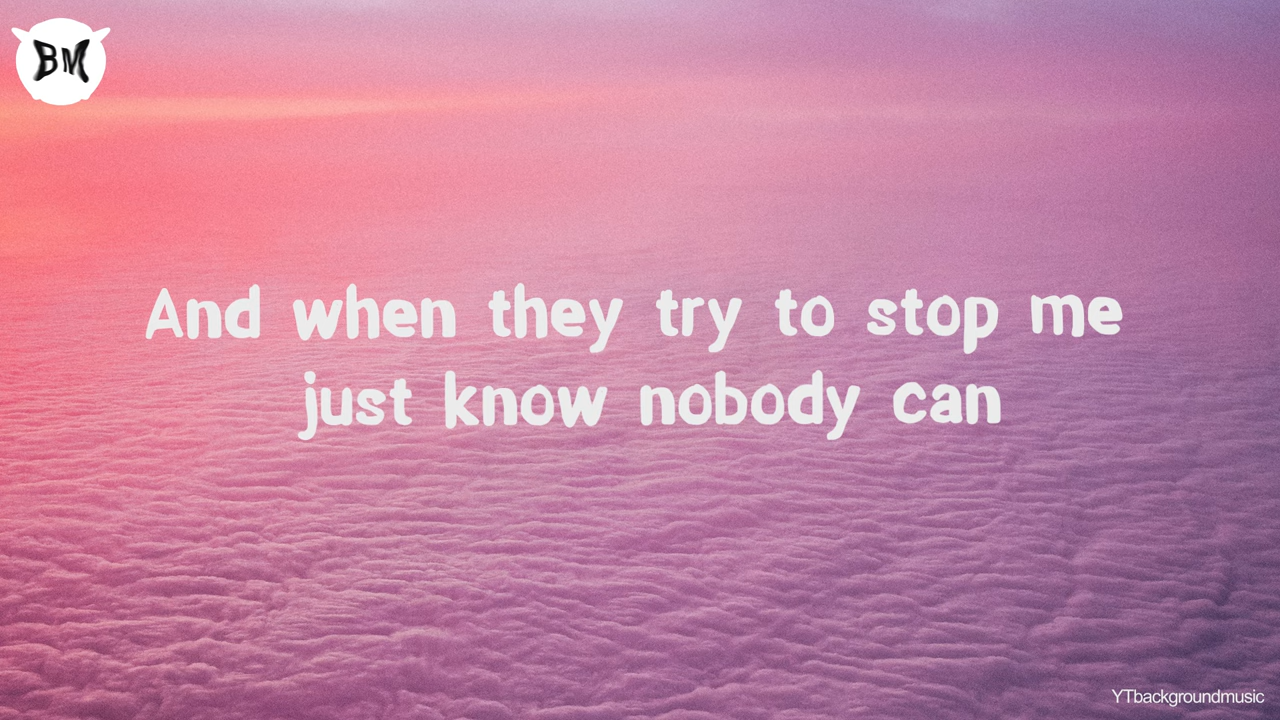 BM
And when they try to stop me
just know nobody can
YTbackgroundmusic